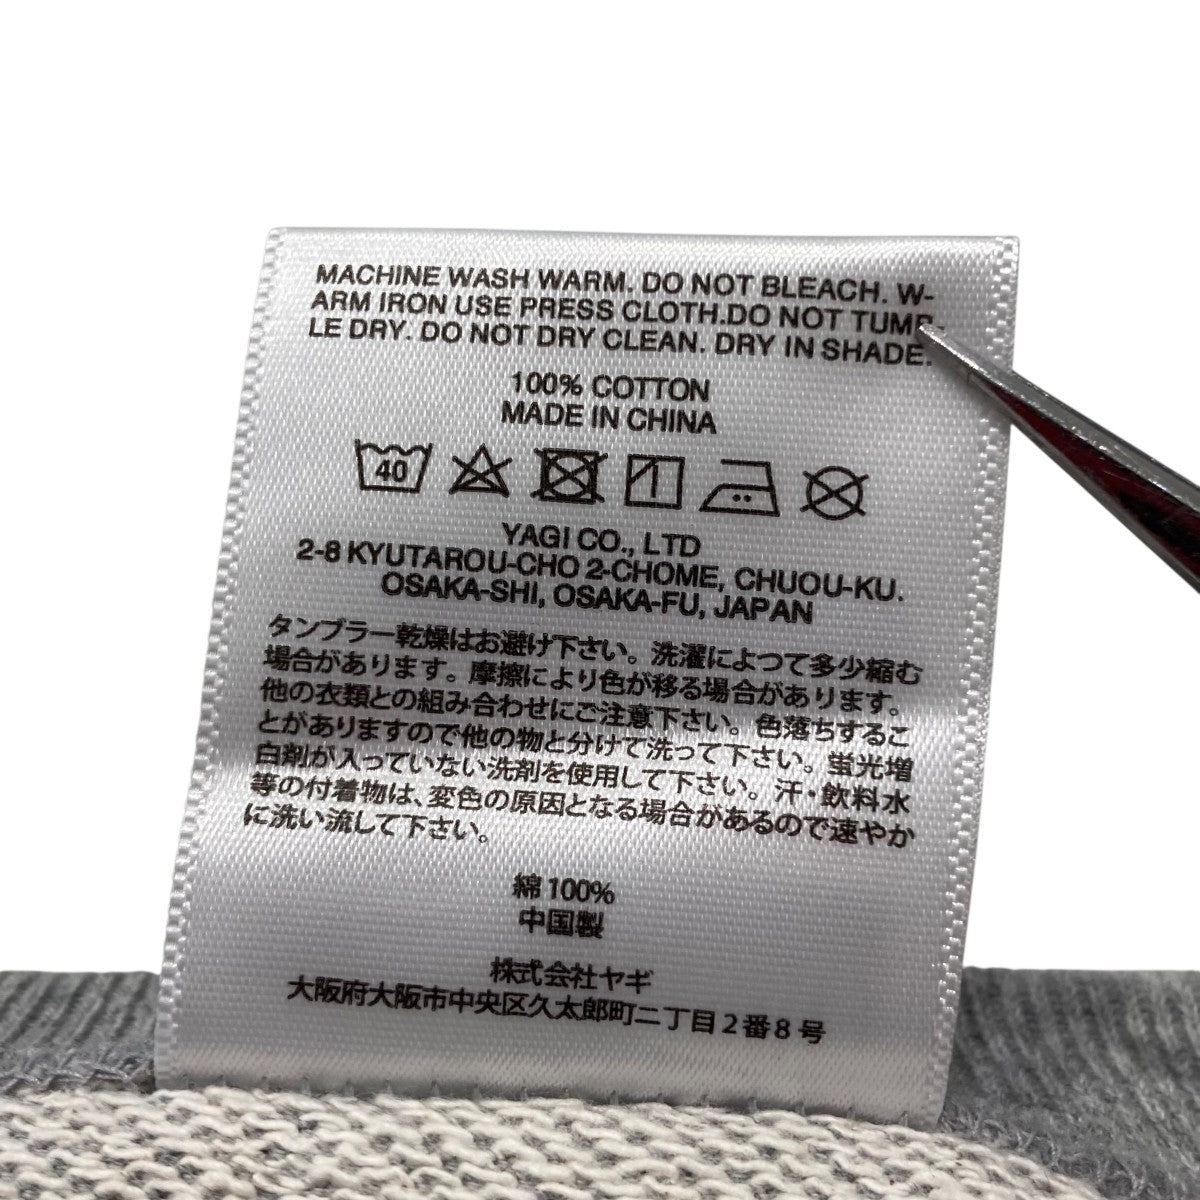 MACHINE WASH WARM. DO NOT BLEACH. W-
ARM IRON USE PRESS CLOTH.DO NOT TUMB-
LE DRY. DO NOT DRY CLEAN. DRY IN SHADE.
100% COTTON
MADE IN CHINA
40
YAGI CO., LTD
2-8 KYUTAROU-CHO 2-CHOME, CHUOU-KU.
OSAKA-SHI, OSAKA-FU, JAPAN
タンブラー乾燥はお避け下さい。洗濯によって多少縮む
場合があります。摩擦により色が移る場合があります。
他の衣類との組み合わせにご注意下さい。色落ちするこ
とがありますので他の物と分けて洗って下さい。蛍光増
白剤が入っていない洗剤を使用して下さい。汗・飲料水
等の付着物は、変色の原因となる場合があるので速やか
に洗い流して下さい。
綿100%
中国製
株式会社ヤギ
大阪府大阪市中央区久太郎町二丁目2番8号